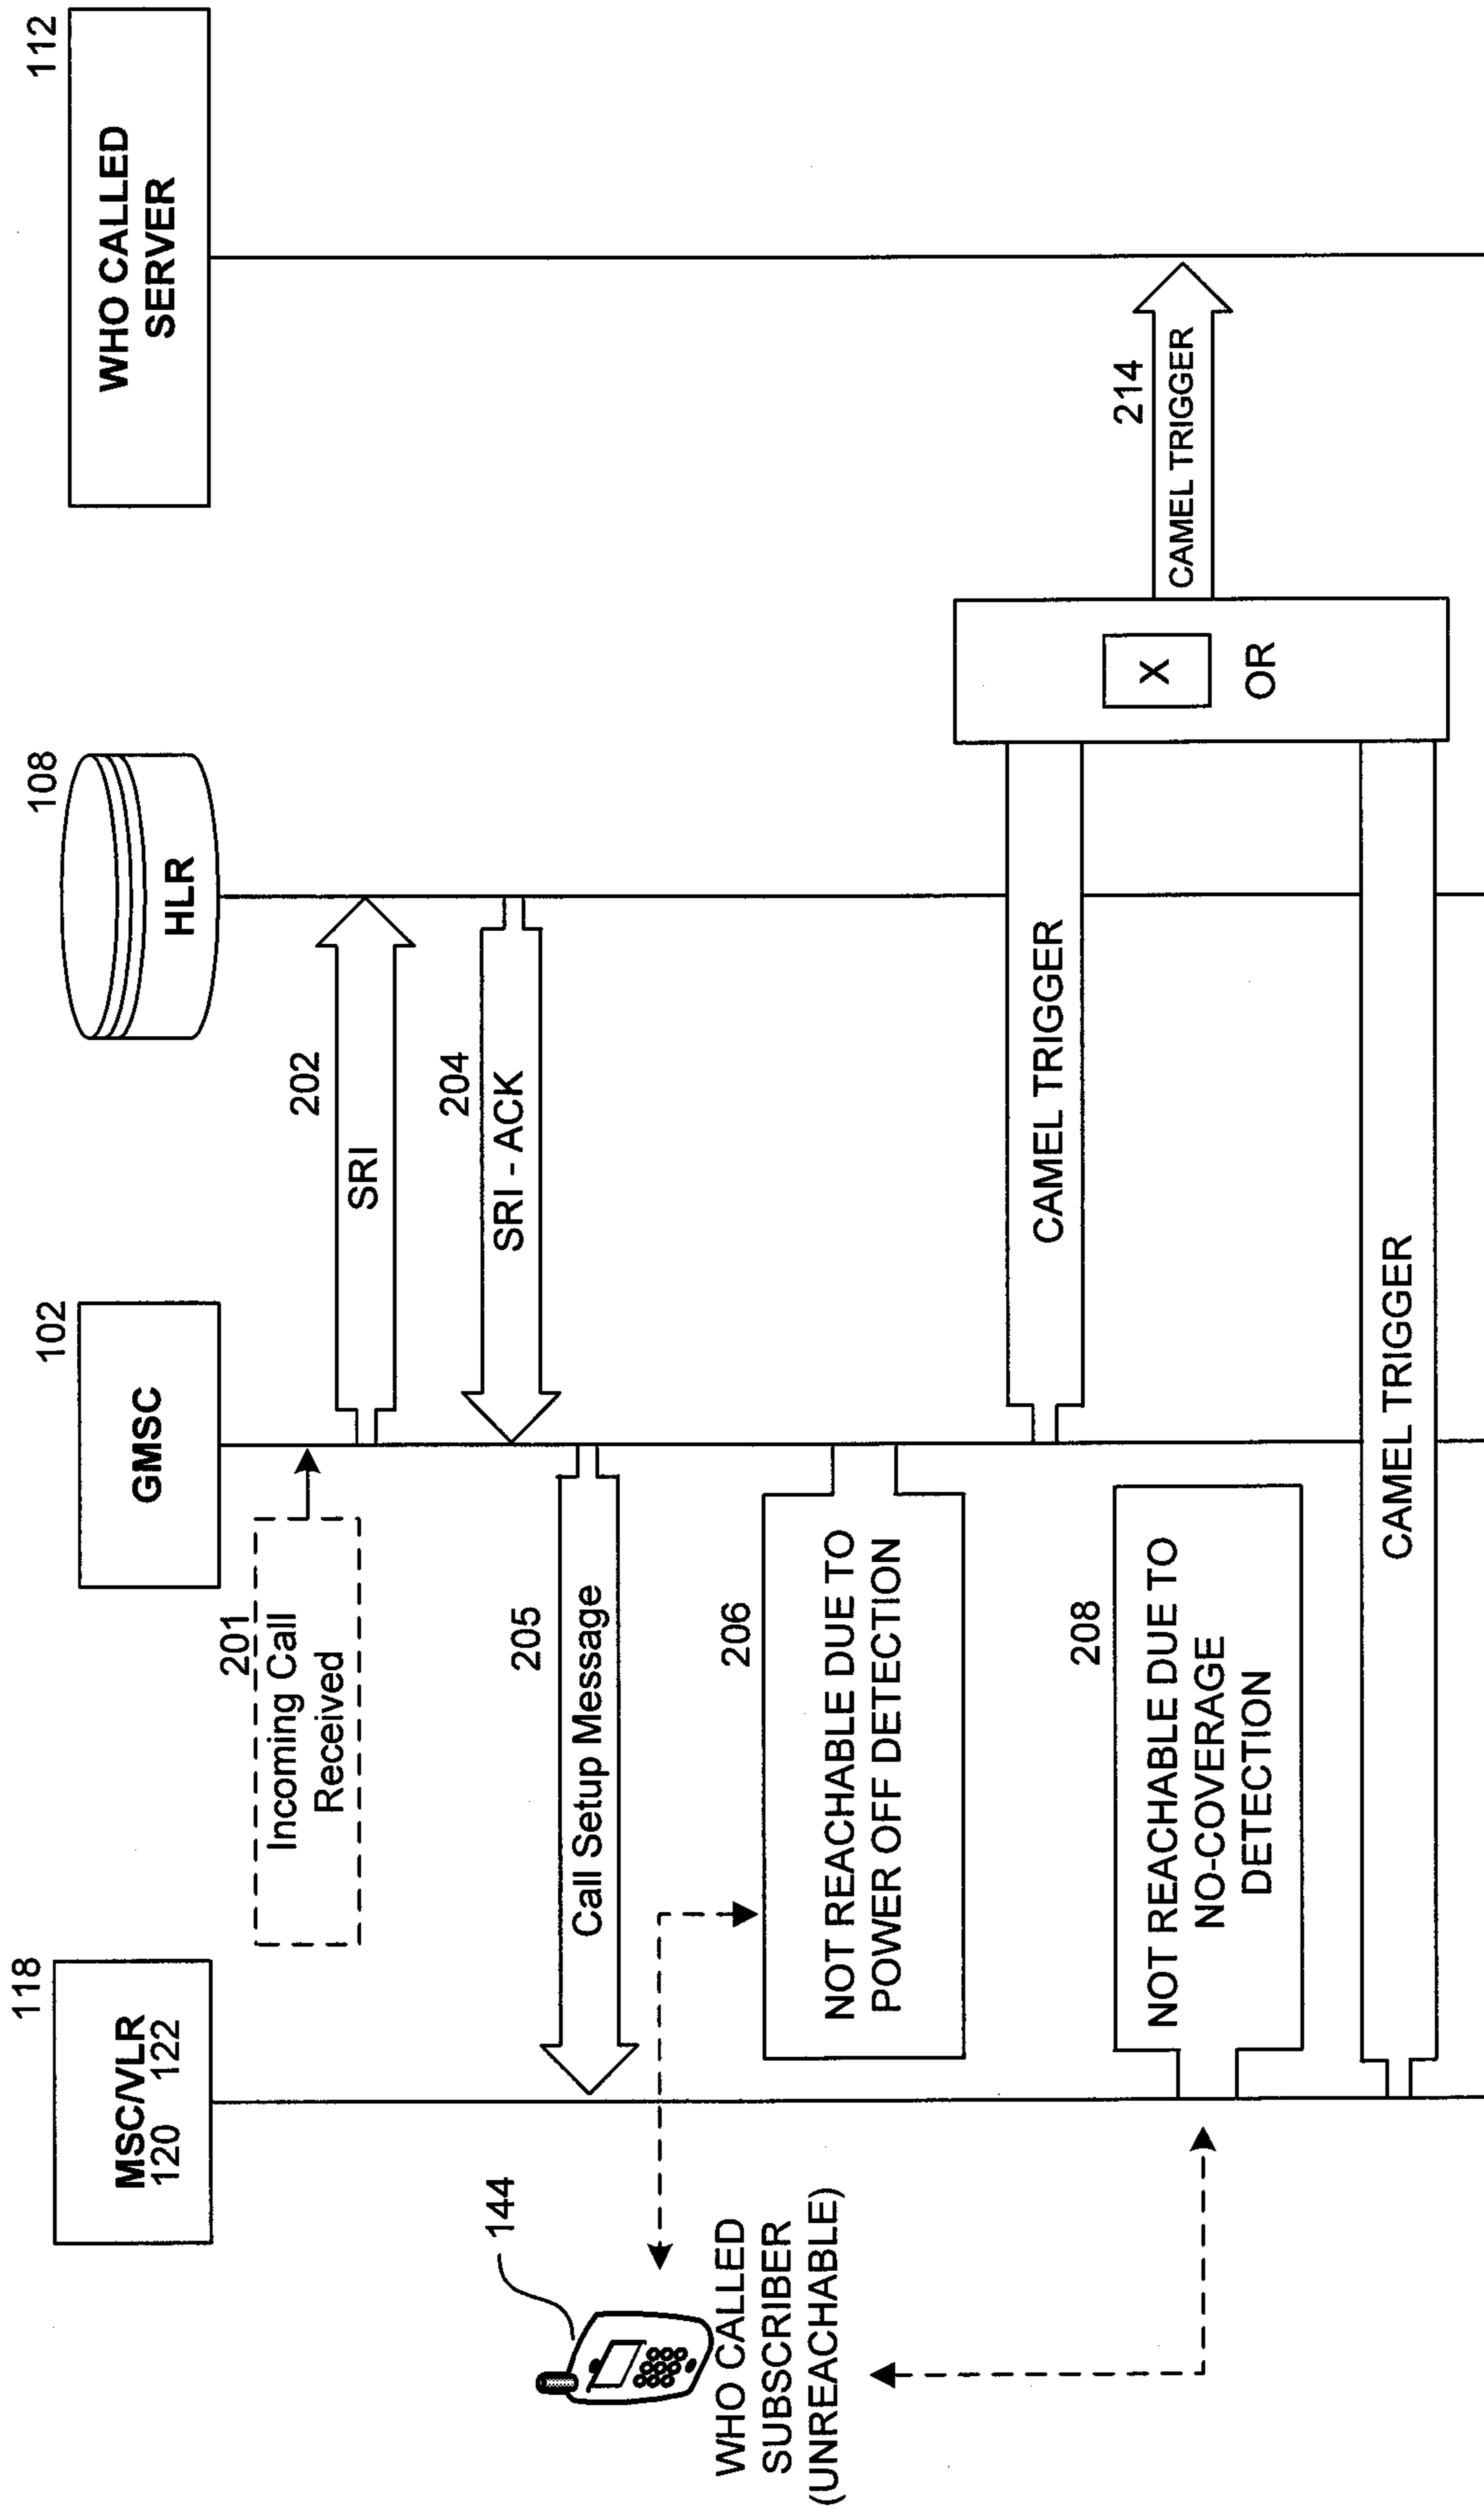 118
MSC/VLR
120 122
102
GMSC
108
HLR
112
WHO CALLED
SERVER
201
Incoming Call
Received
202
SRI
204
SRI - ACK
205
Call Setup Message
144
WHO CALLED
SUBSCRIBER
(UNREACHABLE)
206
NOT REACHABLE DUE TO
POWER OFF DETECTION
CAMEL TRIGGER
208
NOT REACHABLE DUE TO
NO-COVERAGE
DETECTION
X
OR
214
CAMEL TRIGGER
CAMEL TRIGGER